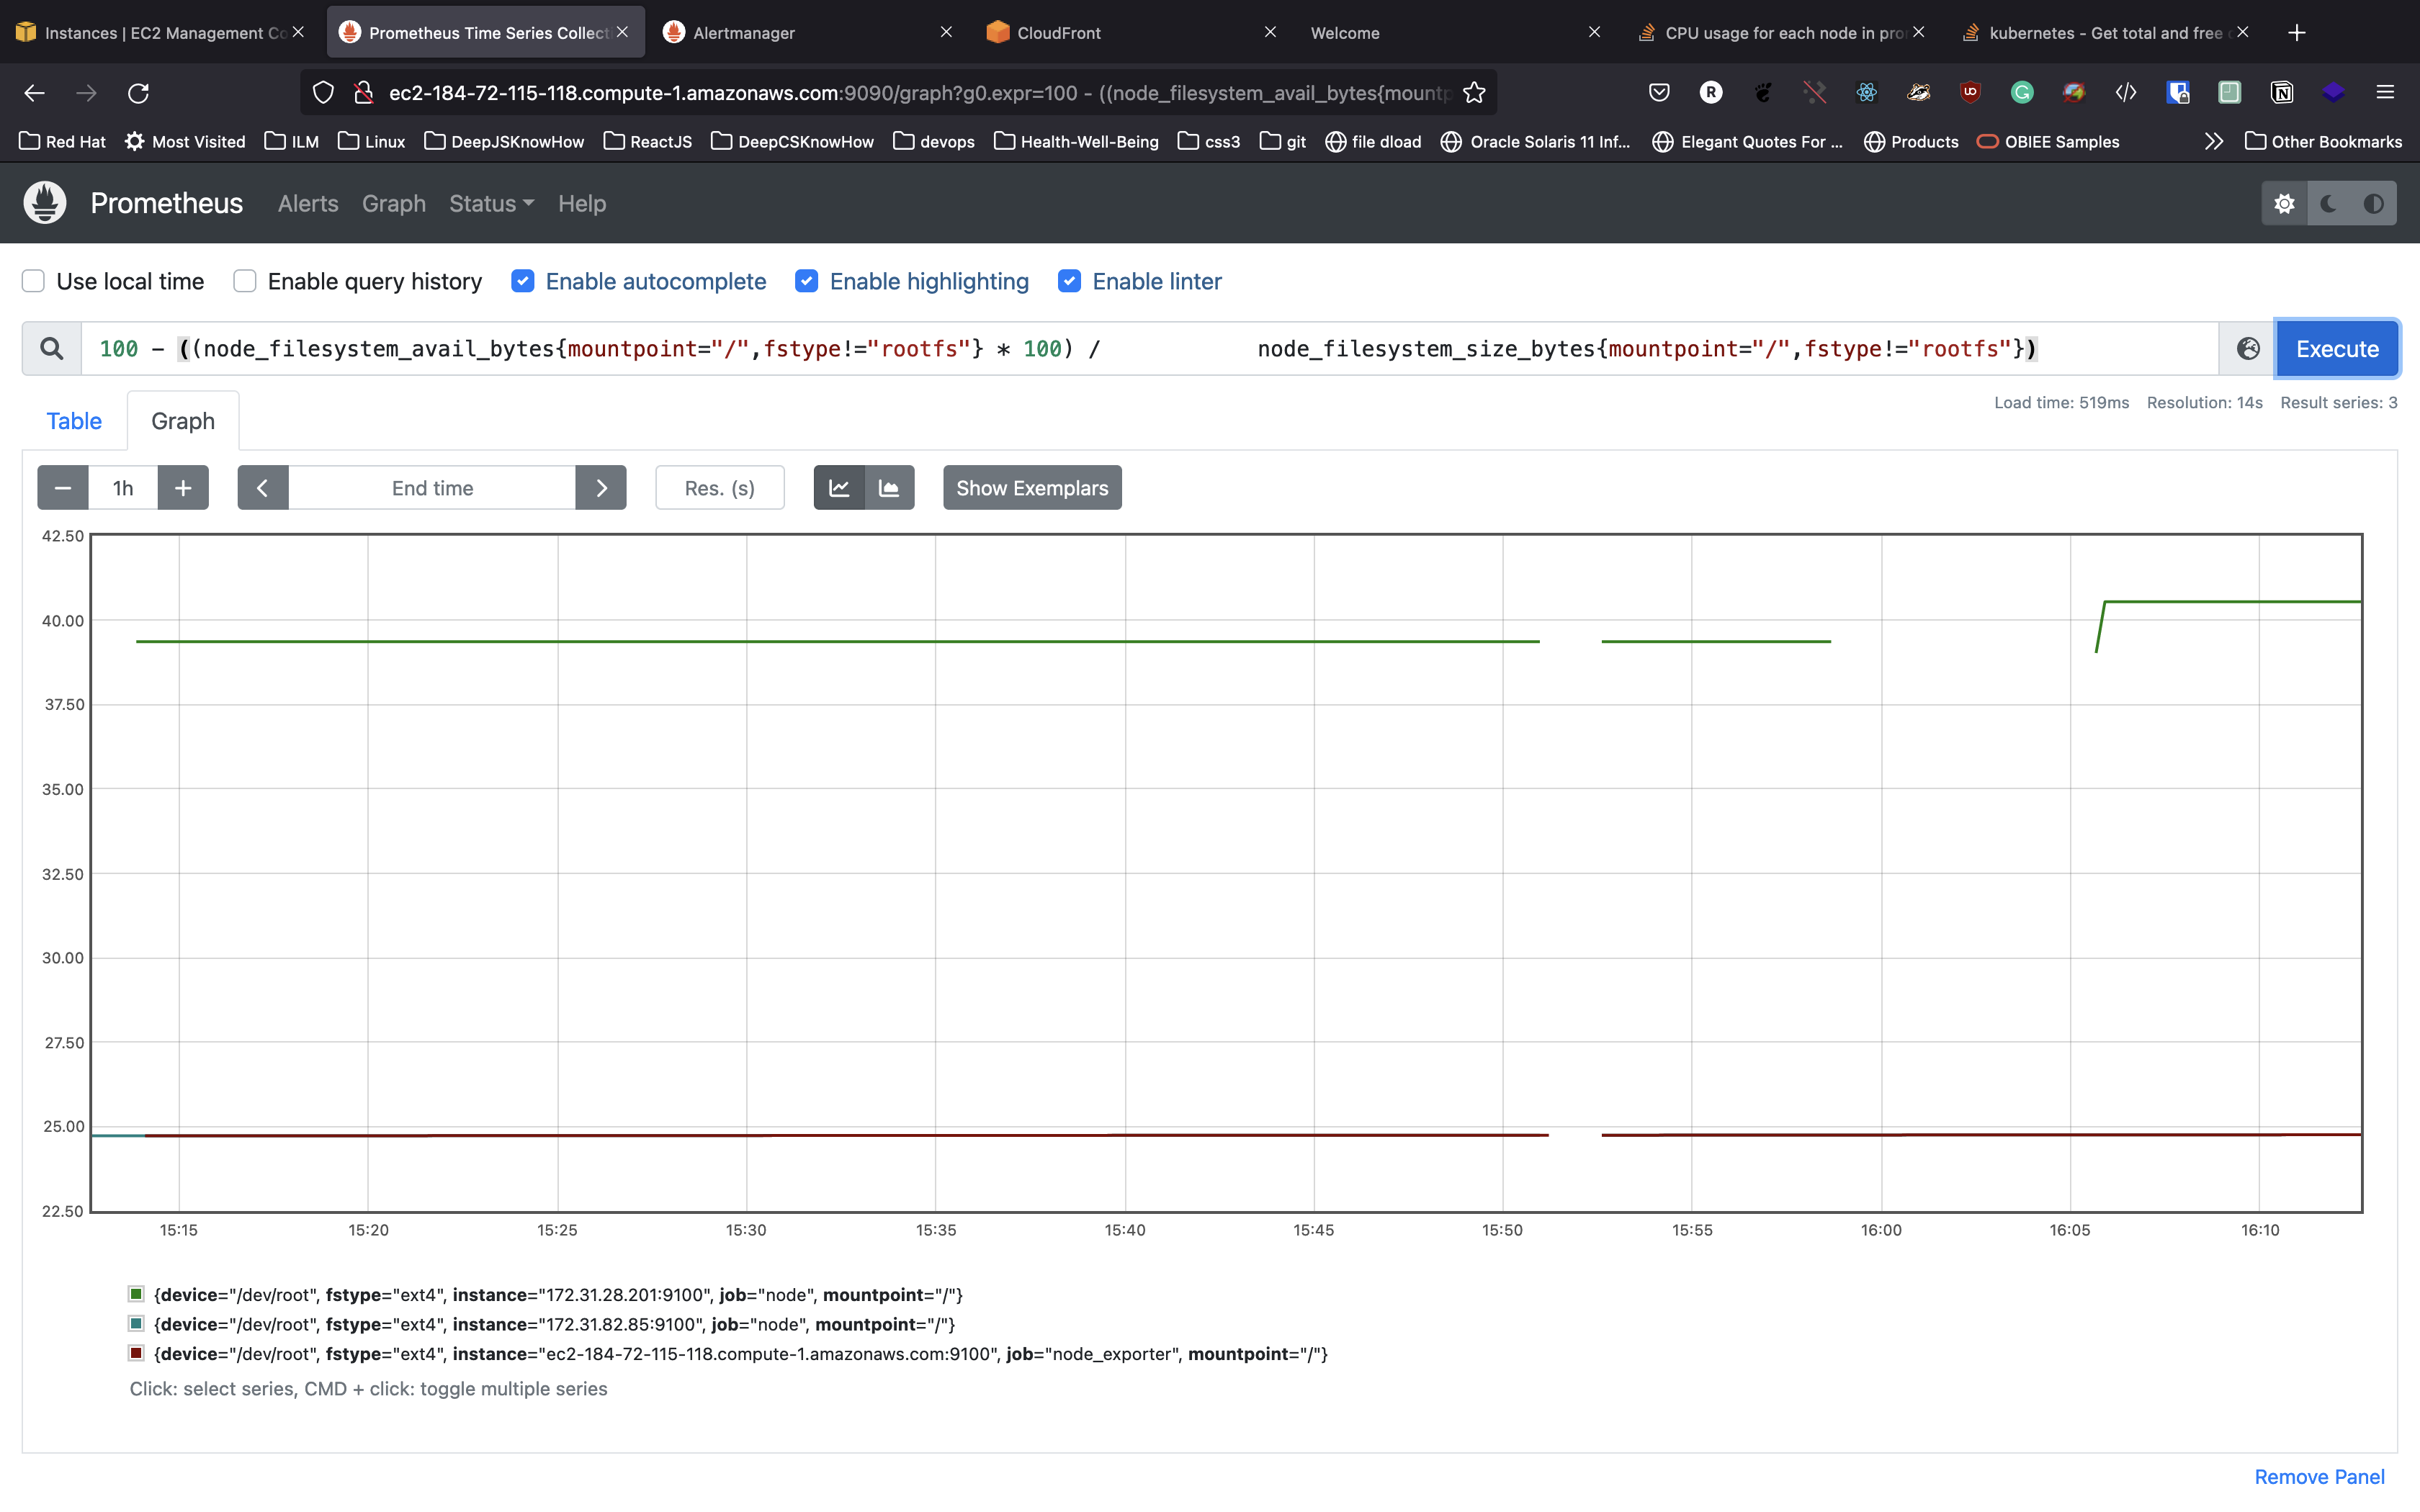 Instances | EC2 Management Co
Prometheus Time Series Collect
Alertmanager
CloudFront
Welcome
CPU usage for each node in pro
kubernetes - Get total and free
ec2-184-72-115-118.compute-1.amazonaws.com:9090/graph?g0.expr=100 - ((node_filesystem_avail_bytes{mountp
Red Hat
Most Visited
ILM
Linux
DeepJSKnowHow
ReactJS
DeepCSKnowHow
devops
Health-Well-Being
css3
git
file dload
Oracle Solaris 11 Inf...
Elegant Quotes For ...
Products
OBIEE Samples
Other Bookmarks
Prometheus
Alerts
Graph
Status
Help
Use local time
Enable query history
Enable autocomplete
Enable highlighting
Enable linter
100 - ((node_filesystem_avail_bytes{mountpoint="/",fstype!="rootfs"} * 100) / node_filesystem_size_bytes{mountpoint="/",fstype!="rootfs"})
Execute
Table
Graph
Load time: 519ms Resolution: 14s Result series: 3
1h
End time
Res. (s)
Show Exemplars
42.50
40.00
37.50
35.00
32.50
30.00
27.50
25.00
22.50
15:15 15:20 15:25 15:30 15:35 15:40 15:45 15:50 15:55 16:00 16:05 16:10
{device="/dev/root", fstype="ext4", instance="172.31.28.201:9100", job="node", mountpoint="/"}
{device="/dev/root", fstype="ext4", instance="172.31.82.85:9100", job="node", mountpoint="/"}
{device="/dev/root", fstype="ext4", instance="ec2-184-72-115-118.compute-1.amazonaws.com:9100", job="node_exporter", mountpoint="/"}
Click: select series, CMD + click: toggle multiple series
Remove Panel